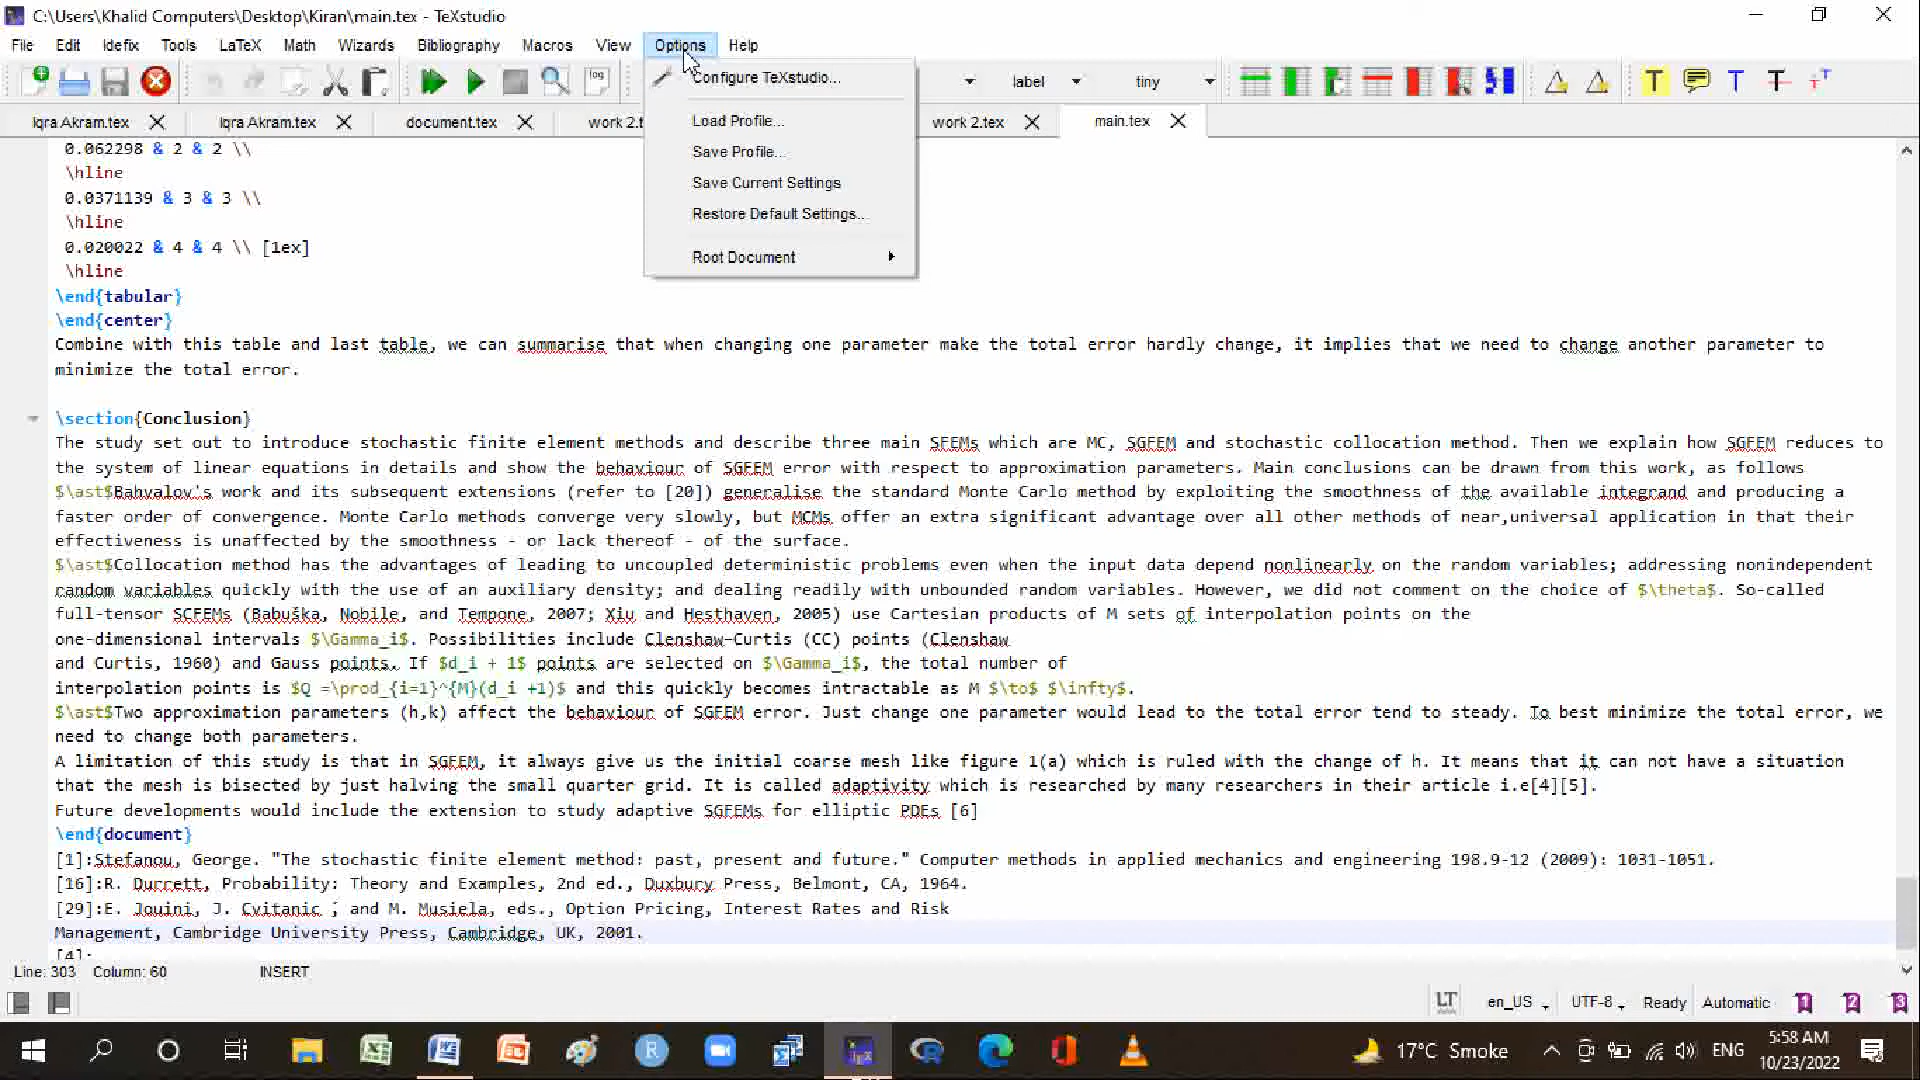 C:\Users\Khalid Computers\Desktop\Kiran\main.tex - TeXstudio
File Edit Idefix Tools LaTeX Math Wizards Bibliography Macros View Options Help
log label tiny
Configure TeXstudio...
Load Profile...
Save Profile...
Save Current Settings
Restore Default Settings...
Root Document
Iqra Akram.tex Iqra Akram.tex document.tex work 2.t work 2.tex main.tex
0.062298 & 2 & 2 \\
\hline
0.0371139 & 3 & 3 \\
\hline
0.020022 & 4 & 4 \\ [1ex]
\hline
\end{tabular}
\end{center}
Combine with this table and last table, we can summarise that when changing one parameter make the total error hardly change, it implies that we need to change another parameter to
minimize the total error.
\section{Conclusion}
The study set out to introduce stochastic finite element methods and describe three main SFEMs which are MC, SGFEM and stochastic collocation method. Then we explain how SGFEM reduces to
the system of linear equations in details and show the behaviour of SGFEM error with respect to approximation parameters. Main conclusions can be drawn from this work, as follows
$\ast$Bahvalov's work and its subsequent extensions (refer to [20]) generalise the standard Monte Carlo method by exploiting the smoothness of the available integrand and producing a
faster order of convergence. Monte Carlo methods converge very slowly, but MCMs offer an extra significant advantage over all other methods of near,universal application in that their
effectiveness is unaffected by the smoothness - or lack thereof - of the surface.
$\ast$Collocation method has the advantages of leading to uncoupled deterministic problems even when the input data depend nonlinearly on the random variables; addressing nonindependent
random variables quickly with the use of an auxiliary density; and dealing readily with unbounded random variables. However, we did not comment on the choice of $\theta$. So-called
full-tensor SCFEMs (Babuška, Nobile, and Tempone, 2007; Xiu and Hesthaven, 2005) use Cartesian products of M sets of interpolation points on the
one-dimensional intervals $\Gamma_i$. Possibilities include Clenshaw–Curtis (CC) points (Clenshaw
and Curtis, 1960) and Gauss points. If $d_i + 1$ points are selected on $\Gamma_i$, the total number of
interpolation points is $Q =\prod_{i=1}^{M}(d_i +1)$ and this quickly becomes intractable as M $\to$ $\infty$.
$\ast$Two approximation parameters (h,k) affect the behaviour of SGFEM error. Just change one parameter would lead to the total error tend to steady. To best minimize the total error, we
need to change both parameters.
A limitation of this study is that in SGFEM, it always give us the initial coarse mesh like figure 1(a) which is ruled with the change of h. It means that it can not have a situation
that the mesh is bisected by just halving the small quarter grid. It is called adaptivity which is researched by many researchers in their article i.e[4][5].
Future developments would include the extension to study adaptive SGFEMs for elliptic PDEs [6]
\end{document}
[1]:Stefanou, George. "The stochastic finite element method: past, present and future." Computer methods in applied mechanics and engineering 198.9-12 (2009): 1031-1051.
[16]:R. Durrett, Probability: Theory and Examples, 2nd ed., Duxbury Press, Belmont, CA, 1964.
[29]:E. Jouini, J. Cvitanic ; and M. Musiela, eds., Option Pricing, Interest Rates and Risk
Management, Cambridge University Press, Cambridge, UK, 2001.
[4]:
Line: 303 Column: 60 INSERT
LT en_US UTF-8 Ready Automatic 1 2 3
17°C Smoke ENG 5:58 AM
10/23/2022